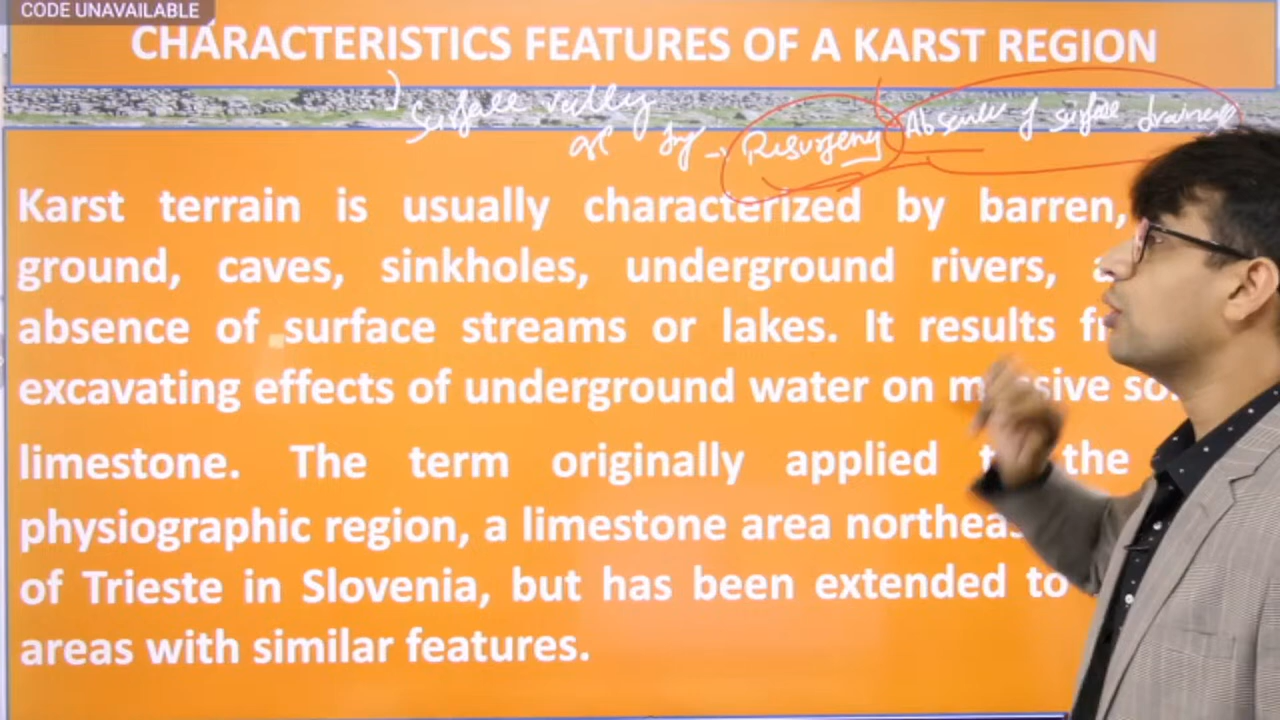 CODE UNAVAILABLE
CHARACTERISTICS FEATURES OF A KARST REGION
Surface valley
are dry → Resurgeny Absence of surface drainage
Karst terrain is usually characterized by barren,
ground, caves, sinkholes, underground rivers,
absence of surface streams or lakes. It results
excavating effects of underground water on massive
limestone. The term originally applied the
physiographic region, a limestone area
of Trieste in Slovenia, but has been extended to
areas with similar features.